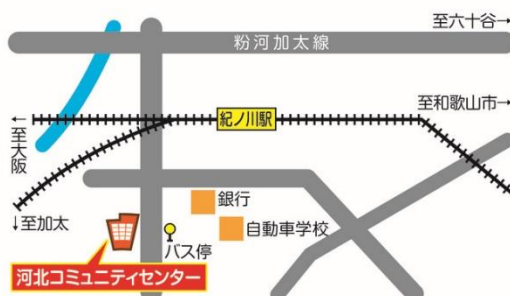 至六十谷→
粉河加太線
至和歌山市→
紀ノ川駅
←至大阪
↓至加太
銀行
自動車学校
バス停
河北コミュニティセンター